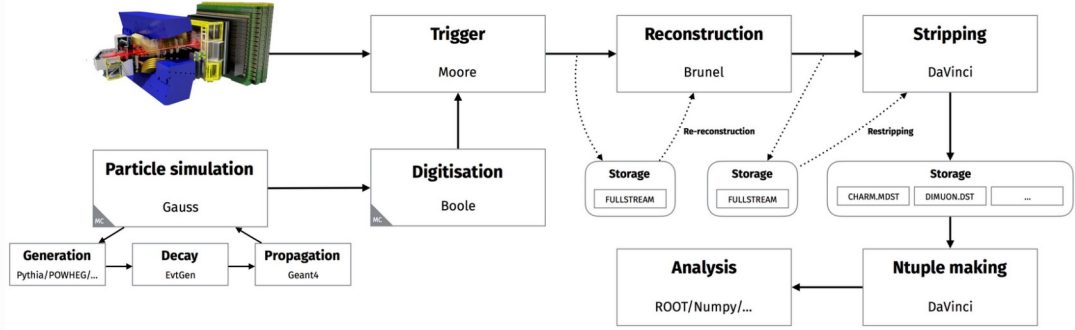 Trigger
Moore
Reconstruction
Brunel
Stripping
DaVinci
Re-reconstruction
Restripping
Particle simulation
Gauss
MC
Digitisation
Boole
MC
Storage
FULLSTREAM
Storage
FULLSTREAM
Storage
CHARM.MDST
DIMUON.DST
...
Generation
Pythia/POWHEG/...
Decay
EvtGen
Propagation
Geant4
Analysis
ROOT/Numpy/...
Ntuple making
DaVinci